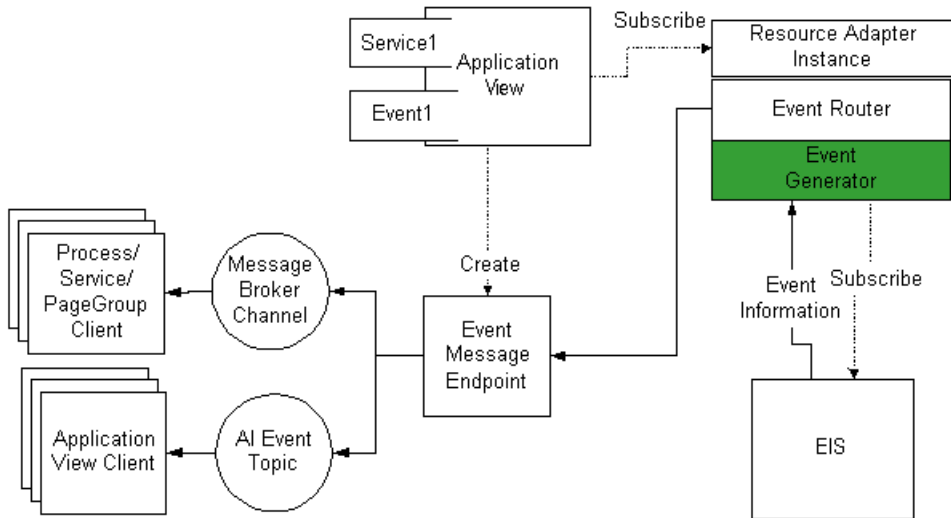 Subscribe
Service1
Application
View
Event1
Resource Adapter
Instance
Event Router
Event
Generator
Process/
Service/
PageGroup
Client
Message
Broker
Channel
Create
Event
Message
Endpoint
Event
Information
Subscribe
Application
View Client
AI Event
Topic
EIS